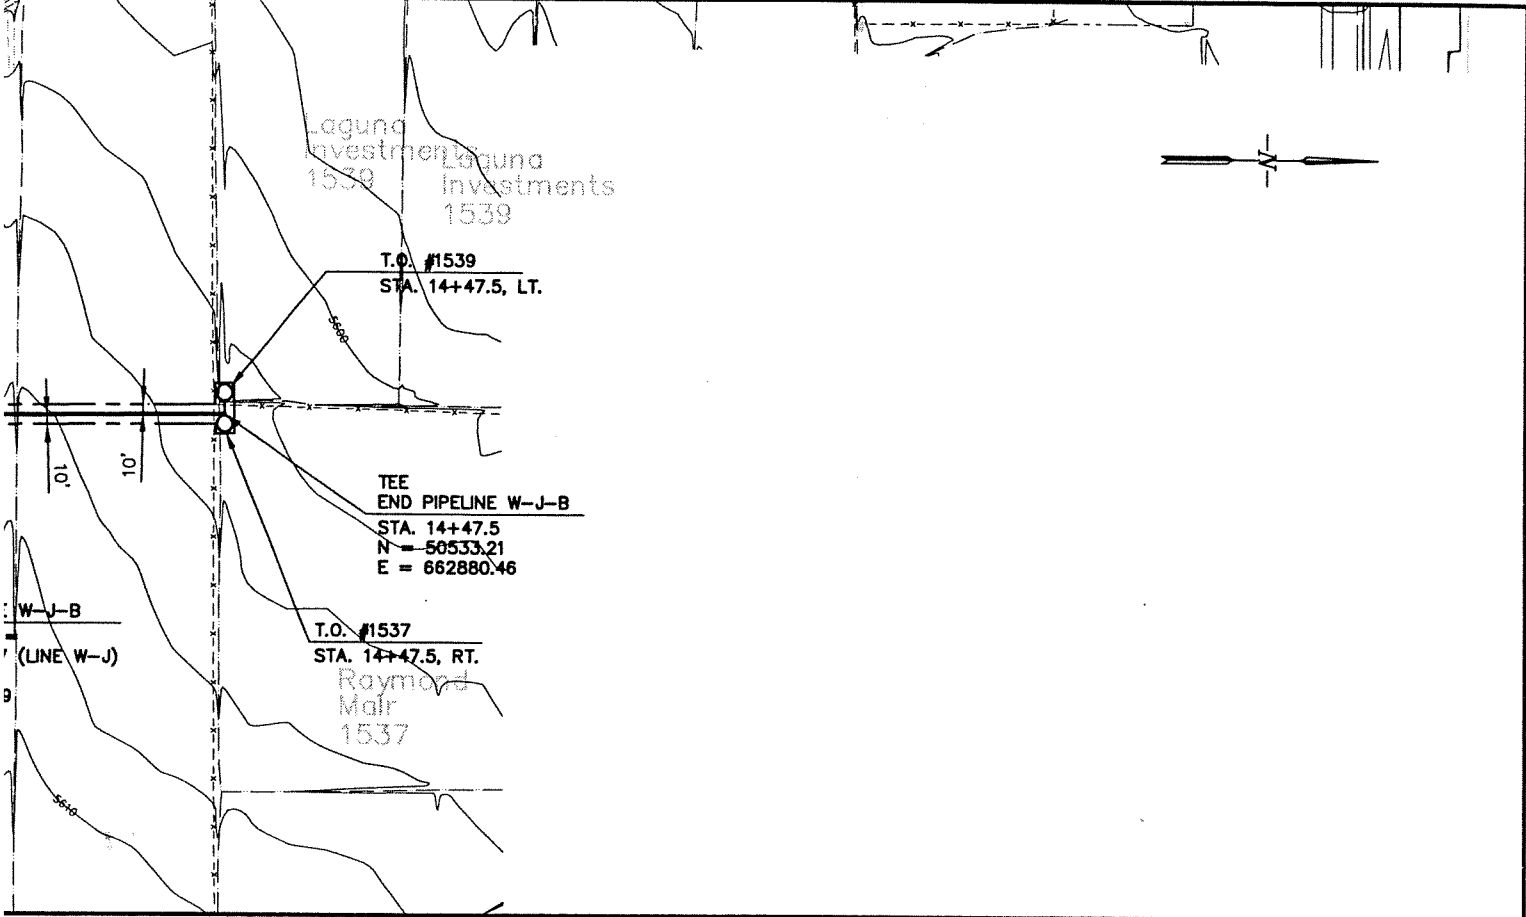 Laguna
Investments
1539
Laguna
Investments
1539
N
T.O. #1539
STA. 14+47.5, LT.
5600
10'
10'
TEE
END PIPELINE W-J-B
STA. 14+47.5
N = 50533.21
E = 662880.46
W-J-B
(LINE W-J)
9
T.O. #1537
STA. 14+47.5, RT.
Raymond
Mair
1537
5610